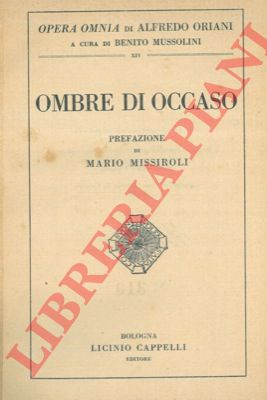 OPERA OMNIA DI ALFREDO ORIANI
A CURA DI BENITO MUSSOLINI
XIV
OMBRE DI OCCASO
PREFAZIONE
DI
MARIO MISSIROLI
BOLOGNA
LICINIO CAPPELLI
EDITORE
LIBRERIA PIANI